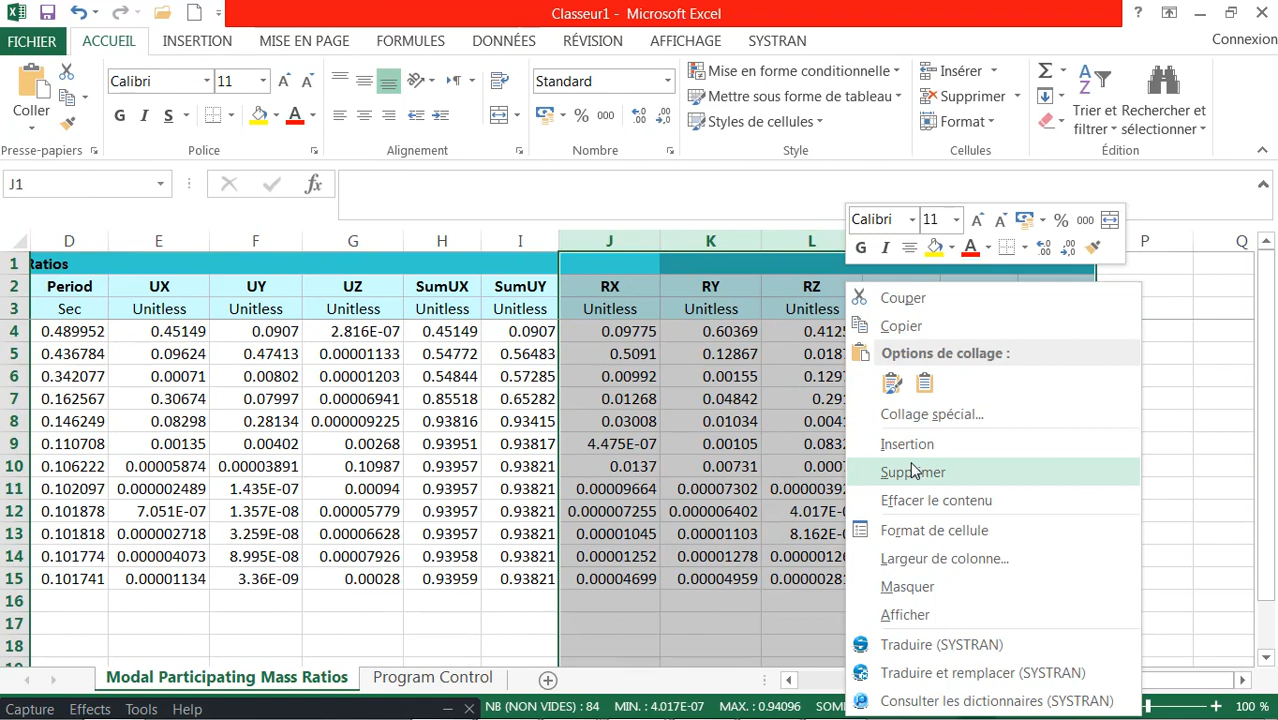 Classeur1 - Microsoft Excel
FICHIER ACCUEIL INSERTION MISE EN PAGE FORMULES DONNÉES RÉVISION AFFICHAGE SYSTRAN Connexion
Coller
Calibri 11
Standard
Mise en forme conditionnelle
Mettre sous forme de tableau
Styles de cellules
Insérer
Supprimer
Format
Trier et filtrer
Rechercher et sélectionner
G I S A % 000
Presse-papiers Police Alignement Nombre Style Cellules Édition
J1 fx
Calibri 11 A A % 000
G I A
D E F G H I J K L P Q
1 Ratios
2 Period UX UY UZ SumUX SumUY RX RY RZ
3 Sec Unitless Unitless Unitless Unitless Unitless Unitless Unitless Unitless
4 0.489952 0.45149 0.0907 2.816E-07 0.45149 0.0907 0.09775 0.60369 0.412
5 0.436784 0.09624 0.47413 0.00001133 0.54772 0.56483 0.5091 0.12867 0.018
6 0.342077 0.00071 0.00802 0.00001203 0.54844 0.57285 0.00992 0.00155 0.129
7 0.162567 0.30674 0.07997 0.00006941 0.85518 0.65282 0.01268 0.04842 0.291
8 0.146249 0.08298 0.28134 0.000009225 0.93816 0.93415 0.03008 0.01034 0.004
9 0.110708 0.00135 0.00402 0.00268 0.93951 0.93817 4.475E-07 0.00105 0.083
10 0.106222 0.00005874 0.00003891 0.10987 0.93951 0.93821 0.0137 0.00731 0.000
11 0.102097 0.000002489 1.435E-07 0.00094 0.93957 0.93821 0.00009664 0.00007302 0.00000392
12 0.101878 7.051E-07 1.357E-08 0.00005779 0.93957 0.93821 0.000007255 0.000006402 4.017E-0
13 0.101818 0.000002718 3.259E-08 0.00006628 0.93957 0.93821 0.00001045 0.00001103 8.162E-0
14 0.101774 0.000004073 8.995E-08 0.00007926 0.93958 0.93821 0.00001252 0.00001278 0.00000126
15 0.101741 0.00001134 3.36E-09 0.00028 0.93959 0.93821 0.00004699 0.00004959 0.00000281
16
17
18
Couper
Copier
Options de collage :
Collage spécial...
Insertion
Supprimer
Effacer le contenu
Format de cellule
Largeur de colonne...
Masquer
Afficher
Traduire (SYSTRAN)
Traduire et remplacer (SYSTRAN)
Consulter les dictionnaires (SYSTRAN)
Modal Participating Mass Ratios Program Control
Capture Effects Tools Help NB (NON VIDES) : 84 MIN. : 4.017E-07 MAX. : 0.94096 SOM 100 %